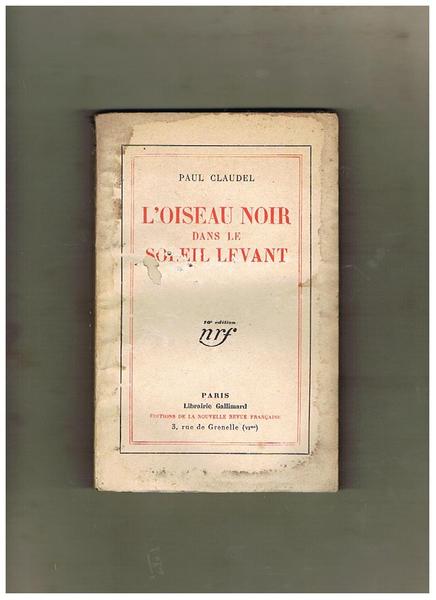 PAUL CLAUDEL
L'OISEAU NOIR
DANS LE
SOLEIL LEVANT
10e édition
nrf
PARIS
Librairie Gallimard
ÉDITIONS DE LA NOUVELLE REVUE FRANÇAISE
3, rue de Grenelle (VIme)